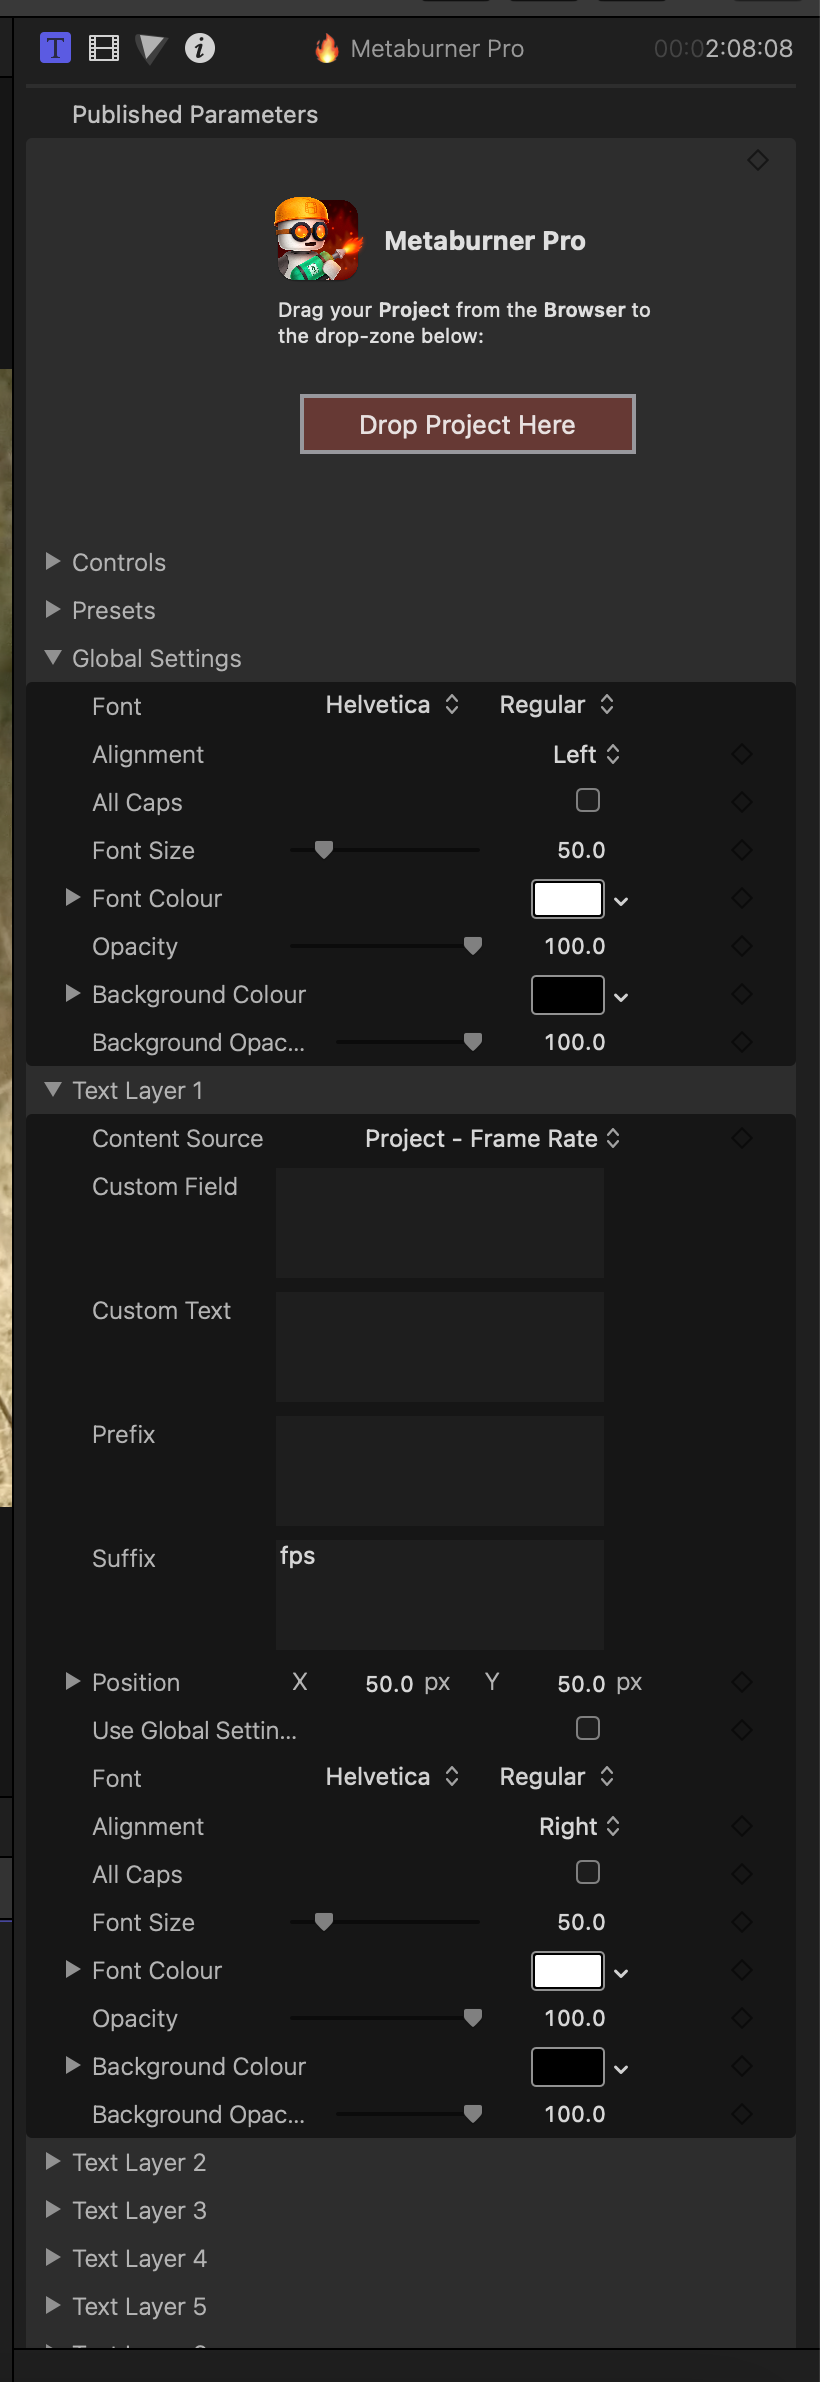 T i 🔥 Metaburner Pro 00:02:08:08
Published Parameters
Metaburner Pro
Drag your Project from the Browser to
the drop-zone below:
Drop Project Here
Controls
Presets
Global Settings
Font Helvetica Regular
Alignment Left
All Caps
Font Size 50.0
Font Colour
Opacity 100.0
Background Colour
Background Opac... 100.0
Text Layer 1
Content Source Project - Frame Rate
Custom Field
Custom Text
Prefix
Suffix fps
Position X 50.0 px Y 50.0 px
Use Global Settin...
Font Helvetica Regular
Alignment Right
All Caps
Font Size 50.0
Font Colour
Opacity 100.0
Background Colour
Background Opac... 100.0
Text Layer 2
Text Layer 3
Text Layer 4
Text Layer 5